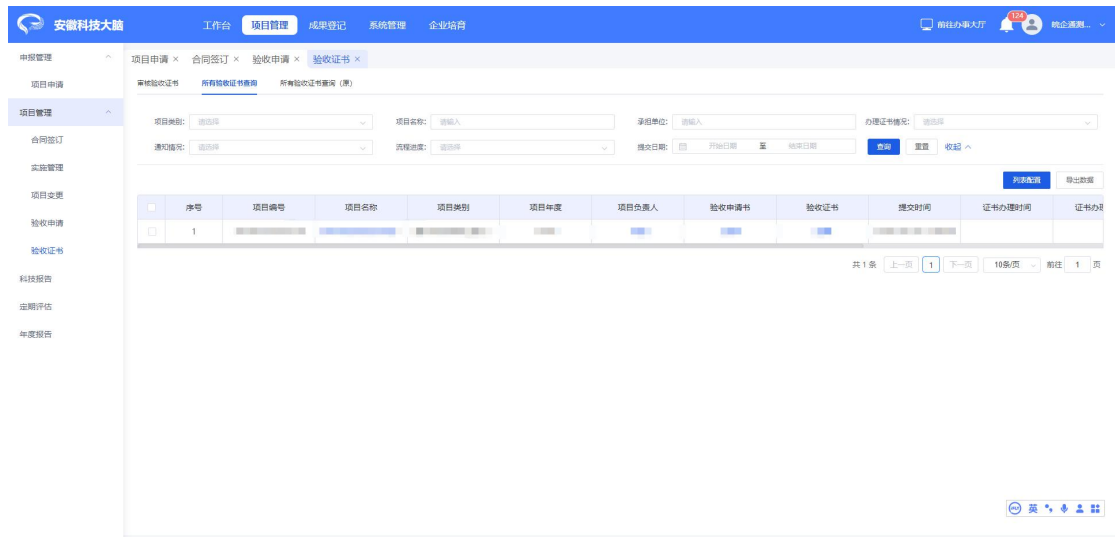 安徽科技大脑 工作台 项目管理 成果登记 系统管理 企业培育 前往办事大厅 124 皖企通测...
申报管理 项目申请 × 合同签订 × 验收申请 × 验收证书 ×
项目申请 审核验收证书 所有验收证书查询 所有验收证书查询（原）
项目管理
项目类别: 请选择 项目名称: 请输入 承担单位: 请输入 办理证书情况: 请选择
合同签订
通知情况: 请选择 流程进度: 请选择 提交日期: 开始日期 至 结束日期 查询 重置 收起
实施管理
列表配置 导出数据
项目变更
序号 项目编号 项目名称 项目类别 项目年度 项目负责人 验收申请书 验收证书 提交时间 证书办理时间 证书办理
验收申请
1
验收证书
共 1 条 上一页 1 下一页 10条/页 前往 1 页
科技报告
定期评估
年度报告
英